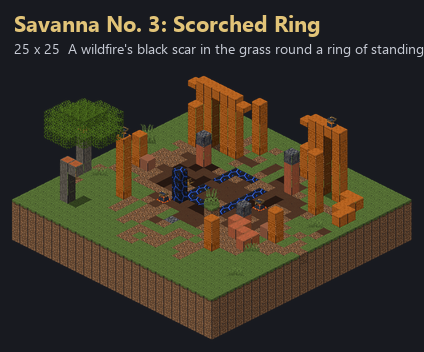 Savanna No. 3: Scorched Ring
25 x 25 A wildfire's black scar in the grass round a ring of standing